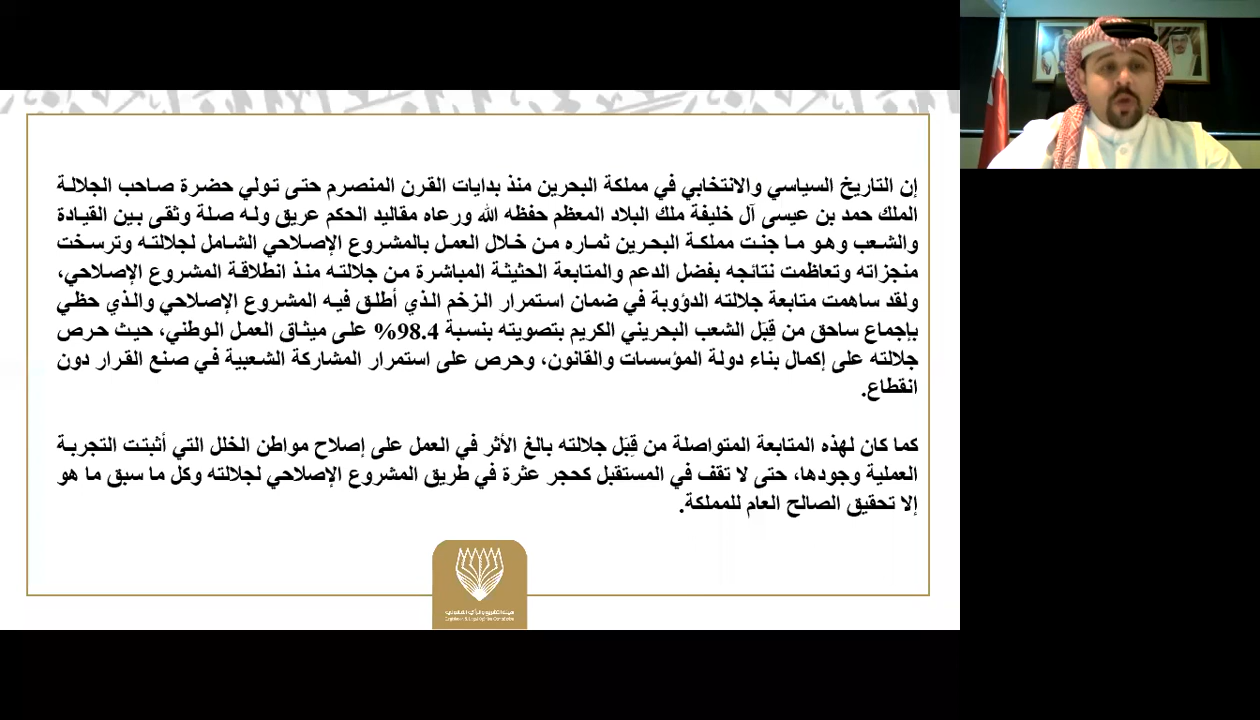 إن التاريخ السياسي والانتخابي في مملكة البحرين منذ بدايات القرن المنصرم حتى تولي حضرة صاحب الجلالة
الملك حمد بن عيسى آل خليفة ملك البلاد المعظم حفظه الله ورعاه مقاليد الحكم عريق وله صلة وثقى بين القيادة
والشعب وهو ما جنت مملكة البحرين ثماره من خلال العمل بالمشروع الإصلاحي الشامل لجلالته وترسخت
منجزاته وتعاظمت نتائجه بفضل الدعم والمتابعة الحثيثة المباشرة من جلالته منذ انطلاقة المشروع الإصلاحي،
ولقد ساهمت متابعة جلالته الدؤوبة في ضمان استمرار الزخم الذي أطلق فيه المشروع الإصلاحي والذي حظي
بإجماع ساحق من قِبَل الشعب البحريني الكريم بتصويته بنسبة 98.4% على ميثاق العمل الوطني، حيث حرص
جلالته على إكمال بناء دولة المؤسسات والقانون، وحرص على استمرار المشاركة الشعبية في صنع القرار دون
انقطاع.
كما كان لهذه المتابعة المتواصلة من قِبَل جلالته بالغ الأثر في العمل على إصلاح مواطن الخلل التي أثبتت التجربة
العملية وجودها، حتى لا تقف في المستقبل كحجر عثرة في طريق المشروع الإصلاحي لجلالته وكل ما سبق ما هو
إلا تحقيق الصالح العام للمملكة.
هيئة التشريع والرأي القانوني
Legislation & Legal Opinion Commission